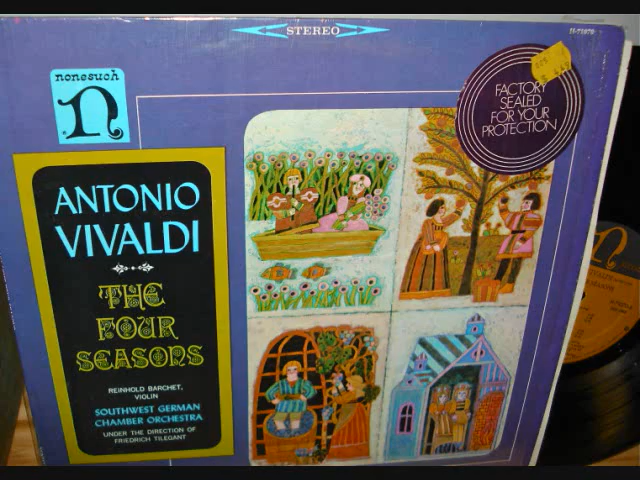 STEREO
nonesuch
n
FACTORY
SEALED
FOR YOUR
PROTECTION
ANTONIO
VIVALDI
THE
FOUR
SEASONS
REINHOLD BARCHET,
VIOLIN
SOUTHWEST GERMAN
CHAMBER ORCHESTRA
UNDER THE DIRECTION OF
FRIEDRICH TILEGANT
n